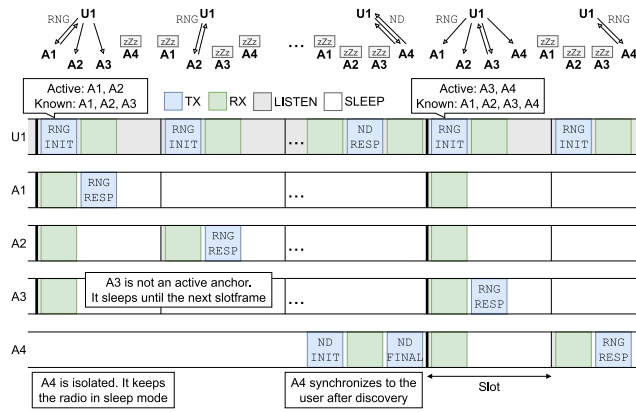 RNG U1 RNG U1 U1 ND RNG U1 U1
A1 zZz A4 zZz A1 zZz zZz A1 zZz A4 A1 A4 zZz A1 zZz A4
A2 A3 A2 A3 A2 A3 A2 A3 A2 A3
...
Active: A1, A2
Known: A1, A2, A3
TX RX LISTEN SLEEP
Active: A3, A4
Known: A1, A2, A3, A4
U1 RNG INIT RNG INIT ... ND RESP RNG INIT RNG INIT
A1 RNG RESP ...
A2 RNG RESP ...
A3 is not an active anchor.
It sleeps until the next slotframe
A3 ... RNG RESP
A4 ND INIT ND FINAL RNG RESP
A4 is isolated. It keeps
the radio in sleep mode
A4 synchronizes to the
user after discovery
Slot